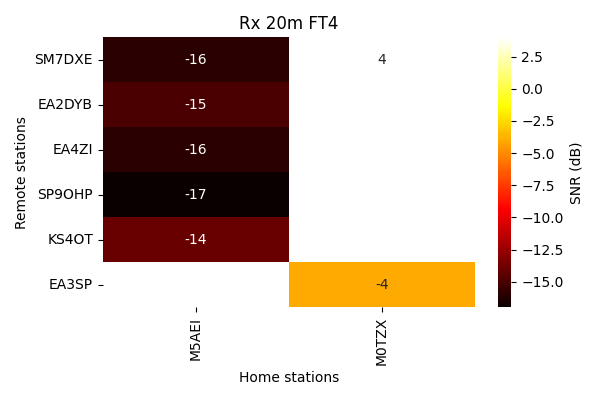 Rx 20m FT4
Remote stations
SM7DXE
-16
4
EA2DYB
-15
EA4ZI
-16
SP9OHP
-17
KS4OT
-14
EA3SP
-4
M5AEI
M0TZX
Home stations
2.5
0.0
-2.5
-5.0
-7.5
-10.0
-12.5
-15.0
SNR (dB)